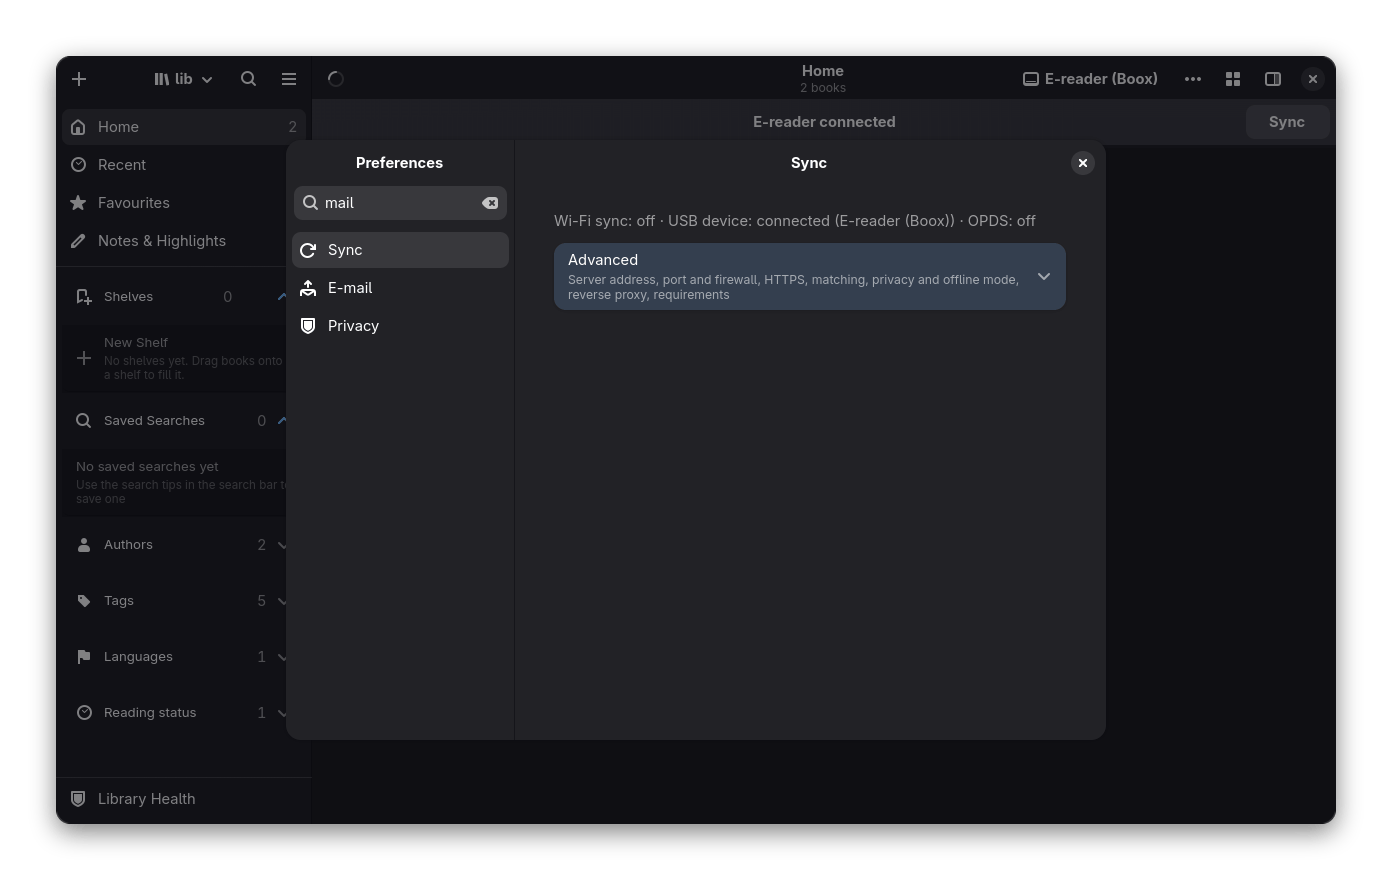 lib
Home
2 books
E-reader (Boox)
Home
2
E-reader connected
Sync
Recent
Favourites
Notes & Highlights
Shelves
0
New Shelf
No shelves yet. Drag books onto
a shelf to fill it.
Saved Searches
0
No saved searches yet
Use the search tips in the search bar to
save one
Authors
2
Tags
5
Languages
1
Reading status
1
Library Health
Preferences
mail
Sync
E-mail
Privacy
Sync
Wi-Fi sync: off · USB device: connected (E-reader (Boox)) · OPDS: off
Advanced
Server address, port and firewall, HTTPS, matching, privacy and offline mode,
reverse proxy, requirements